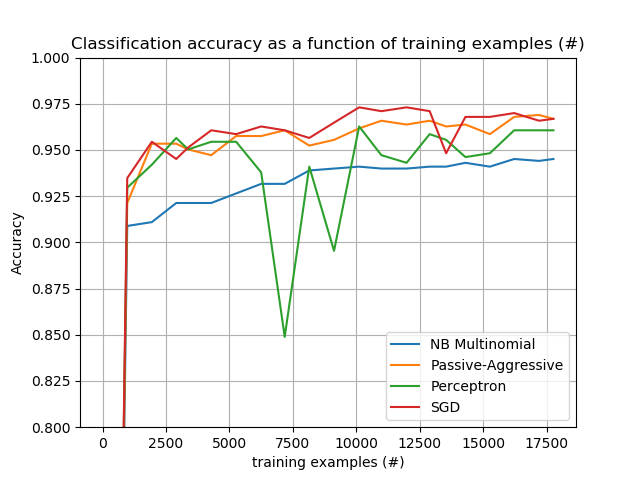 Classification accuracy as a function of training examples (#)
1.000
0.975
0.950
0.925
0.900
0.875
0.850
0.825
0.800
Accuracy
NB Multinomial
Passive-Aggressive
Perceptron
SGD
0 2500 5000 7500 10000 12500 15000 17500
training examples (#)